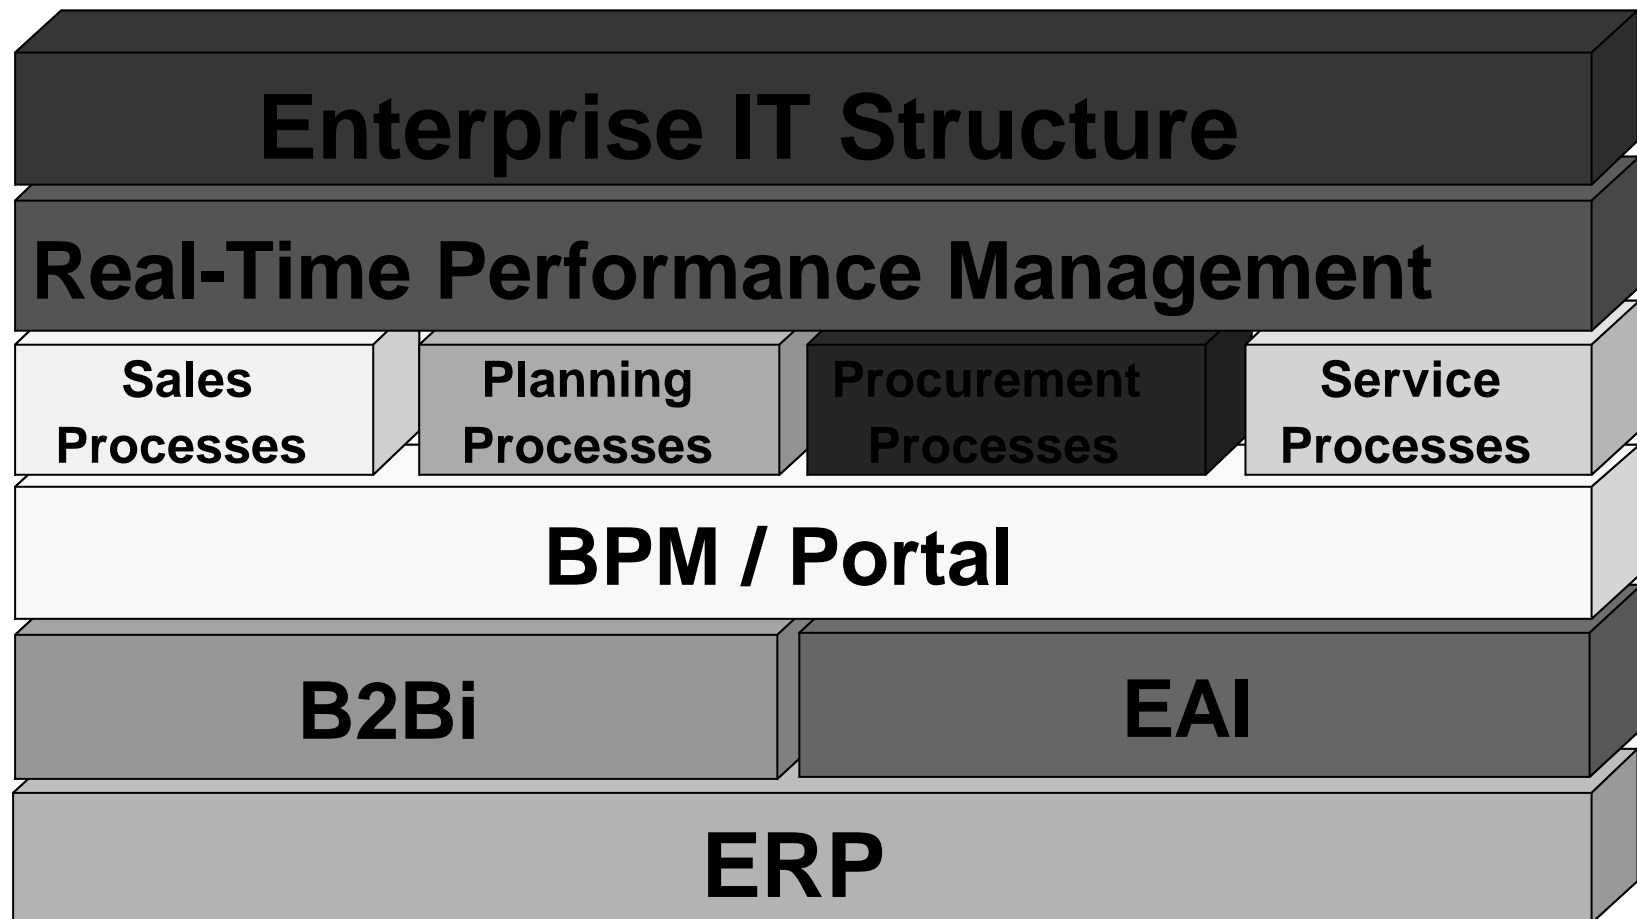 Enterprise IT Structure
Real-Time Performance Management
Sales
Processes
Planning
Processes
Procurement
Processes
Service
Processes
BPM / Portal
B2Bi
EAI
ERP